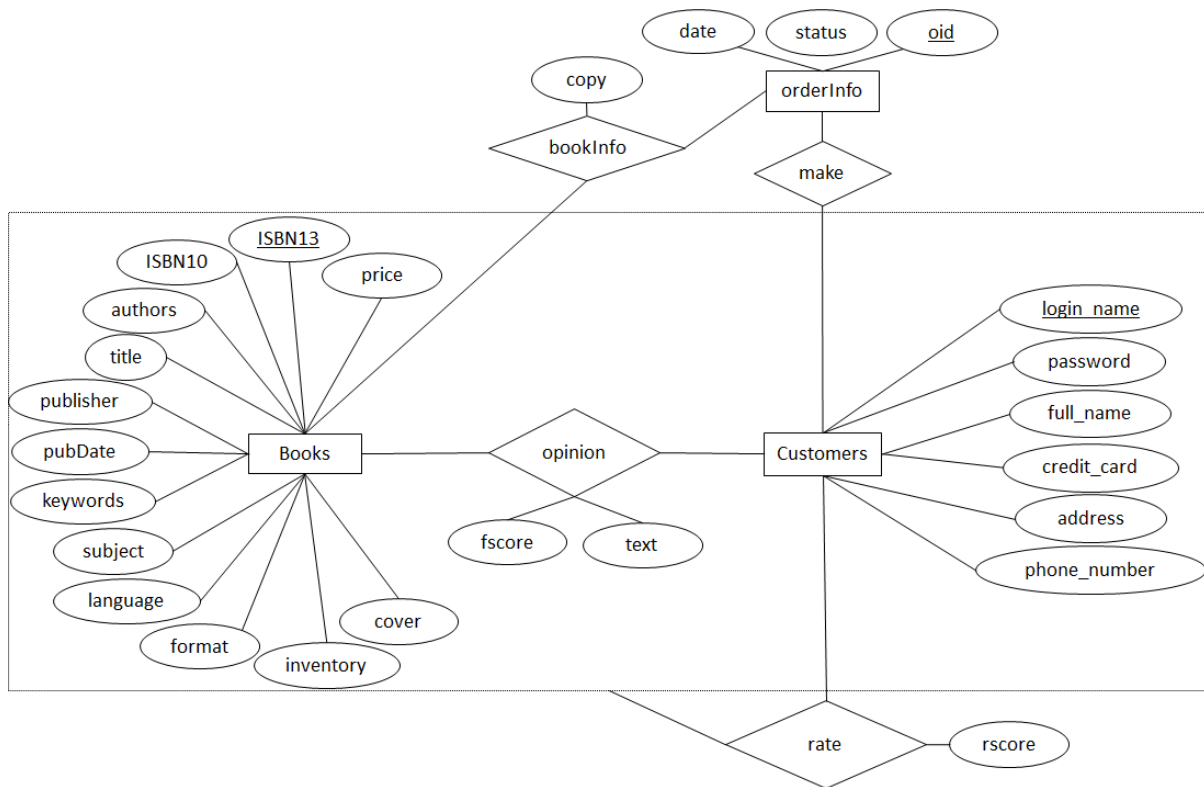 date
status
oid
copy
orderInfo
bookInfo
make
ISBN13
ISBN10
price
authors
login_name
title
password
publisher
full_name
pubDate
Books
opinion
Customers
credit_card
keywords
address
subject
fscore
text
phone_number
language
cover
format
inventory
rate
rscore